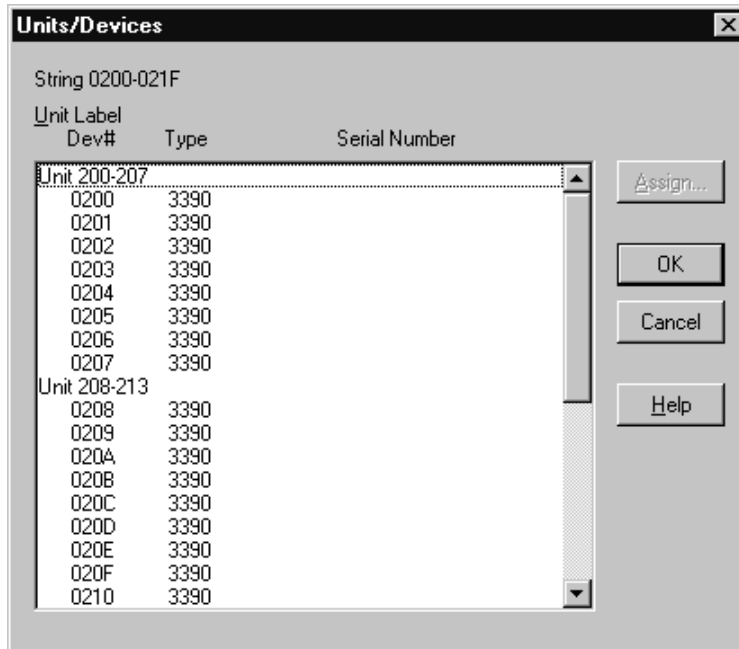 Units/Devices
String 0200-021F
Unit Label
Dev# Type Serial Number
Unit 200-207
0200 3390
0201 3390
0202 3390
0203 3390
0204 3390
0205 3390
0206 3390
0207 3390
Unit 208-213
0208 3390
0209 3390
020A 3390
020B 3390
020C 3390
020D 3390
020E 3390
020F 3390
0210 3390
Assign...
OK
Cancel
Help